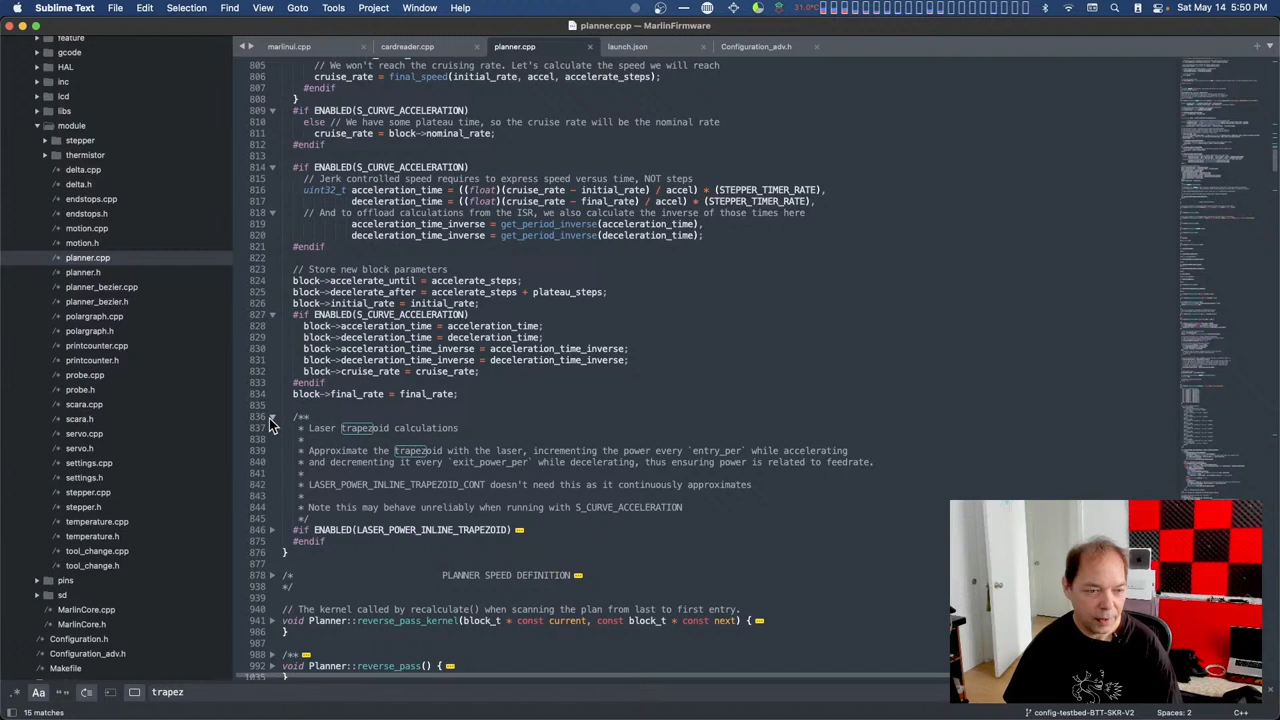 Sublime Text File Edit Selection Find View Goto Tools Project Window Help 31.0°C Sat May 14 5:50 PM
planner.cpp — MarlinFirmware
marlinui.cpp cardreader.cpp planner.cpp launch.json Configuration_adv.h
feature
gcode
HAL
inc
lcd
libs
module
stepper
thermistor
delta.cpp
delta.h
endstops.cpp
endstops.h
motion.cpp
motion.h
planner.cpp
planner.h
planner_bezier.cpp
planner_bezier.h
polargraph.cpp
polargraph.h
printcounter.cpp
printcounter.h
probe.cpp
probe.h
scara.cpp
scara.h
servo.cpp
servo.h
settings.cpp
settings.h
stepper.cpp
stepper.h
temperature.cpp
temperature.h
tool_change.cpp
tool_change.h
pins
sd
MarlinCore.cpp
MarlinCore.h
Configuration.h
Configuration_adv.h
Makefile
805 // We won't reach the cruising rate. Let's calculate the speed we will reach
806 cruise_rate = final_speed(initial_rate, accel, accelerate_steps);
807 #endif
808 }
809 #if ENABLED(S_CURVE_ACCELERATION)
810 else // We have some plateau time, so the cruise rate will be the nominal rate
811 cruise_rate = block->nominal_rate;
812 #endif
813
814 #if ENABLED(S_CURVE_ACCELERATION)
815 // Jerk controlled speed requires to express speed versus time, NOT steps
816 uint32_t acceleration_time = ((float)(cruise_rate - initial_rate) / accel) * (STEPPER_TIMER_RATE),
817 deceleration_time = ((float)(cruise_rate - final_rate) / accel) * (STEPPER_TIMER_RATE),
818 // And to offload calculations from the ISR, we also calculate the inverse of those times here
819 acceleration_time_inverse = get_period_inverse(acceleration_time),
820 deceleration_time_inverse = get_period_inverse(deceleration_time);
821 #endif
822
823 // Store new block parameters
824 block->accelerate_until = accelerate_steps;
825 block->decelerate_after = accelerate_steps + plateau_steps;
826 block->initial_rate = initial_rate;
827 #if ENABLED(S_CURVE_ACCELERATION)
828 block->acceleration_time = acceleration_time;
829 block->deceleration_time = deceleration_time;
830 block->acceleration_time_inverse = acceleration_time_inverse;
831 block->deceleration_time_inverse = deceleration_time_inverse;
832 block->cruise_rate = cruise_rate;
833 #endif
834 block->final_rate = final_rate;
835
836 /**
837 * Laser trapezoid calculations
838 *
839 * Approximate the trapezoid with the laser, incrementing the power every `entry_per` while accelerating
840 * and decrementing it every `exit_power_per` while decelerating, thus ensuring power is related to feedrate.
841 *
842 * LASER_POWER_INLINE_TRAPEZOID_CONT doesn't need this as it continuously approximates
843 *
844 * Note this may behave unreliably when running with S_CURVE_ACCELERATION
845 */
846 #if ENABLED(LASER_POWER_INLINE_TRAPEZOID)
875 #endif
876 }
877
878 /* PLANNER SPEED DEFINITION
938 */
939
940 // The kernel called by recalculate() when scanning the plan from last to first entry.
941 void Planner::reverse_pass_kernel(block_t * const current, const block_t * const next) {
986 }
987
988 /**
992 void Planner::reverse_pass() {
1035 }
.* Aa trapez
15 matches config-testbed-BTT-SKR-V2 Spaces: 2 C++